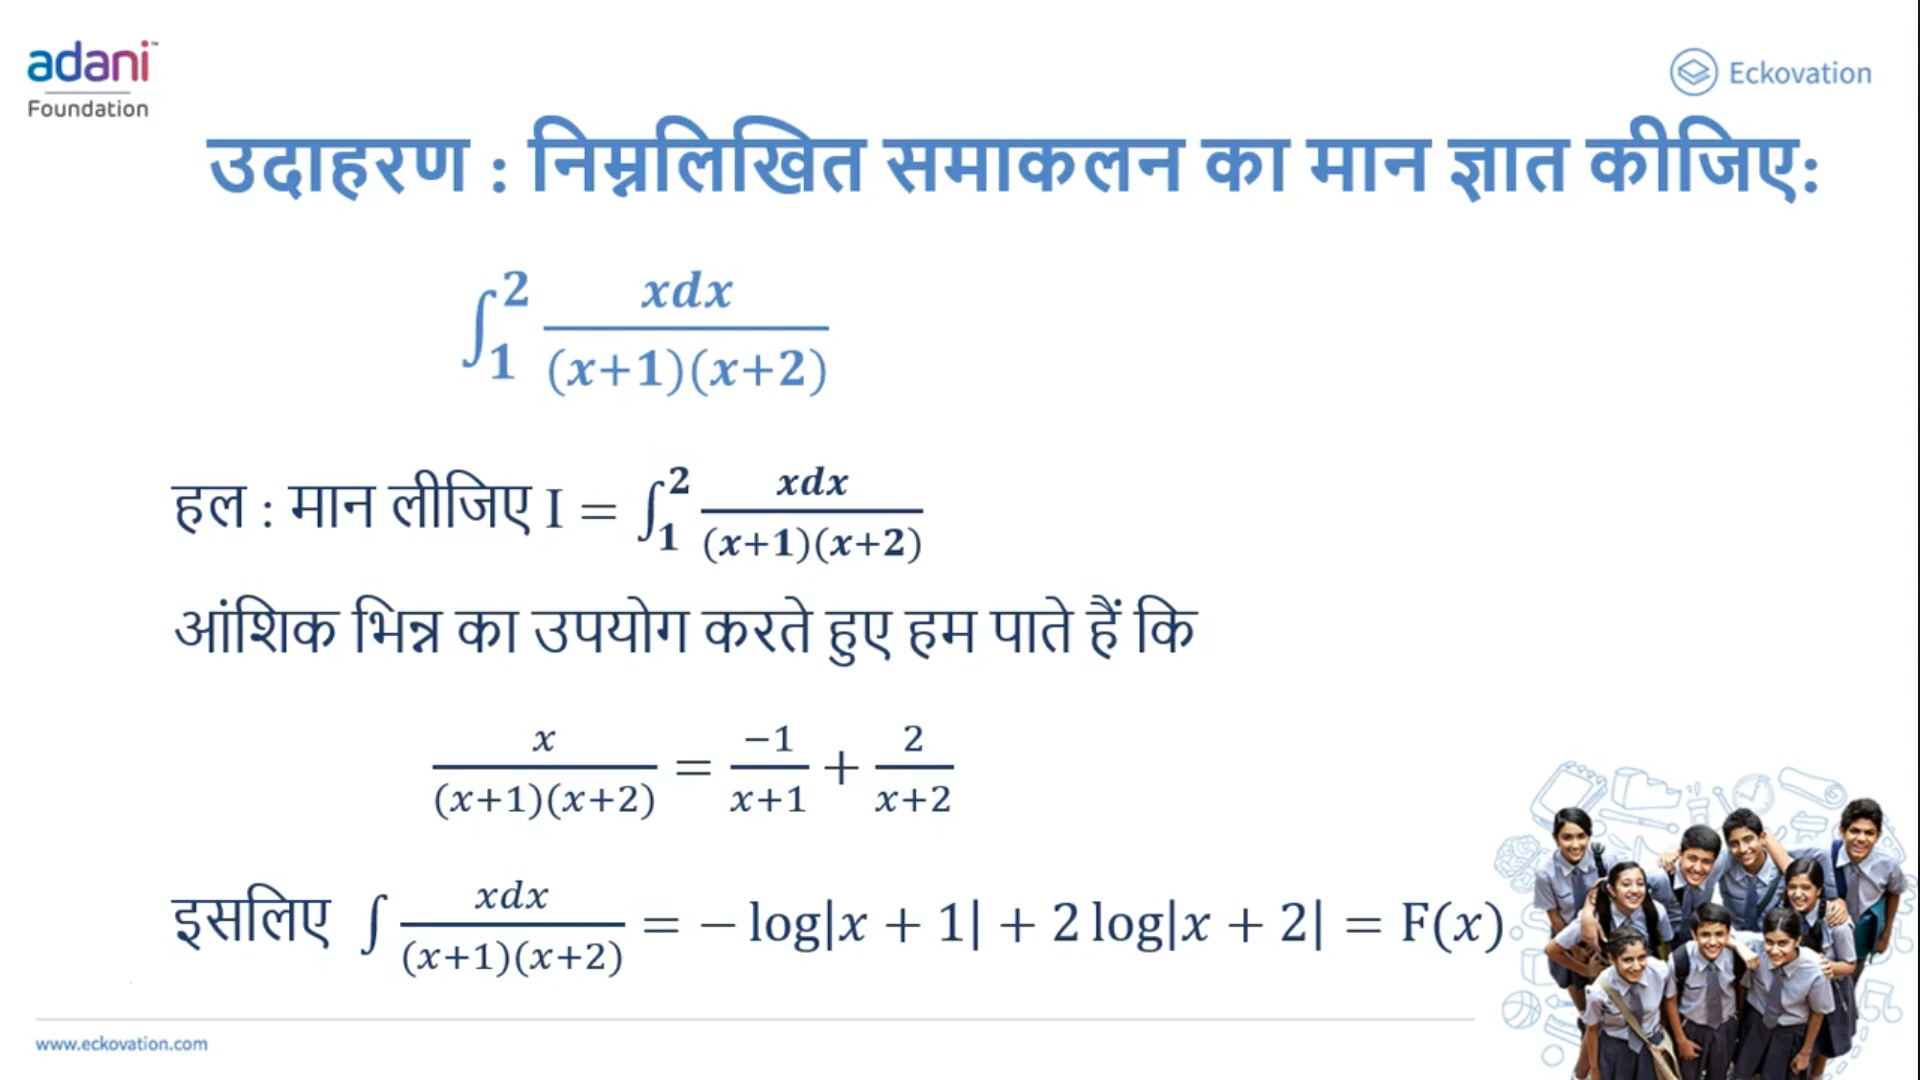 adani™
Foundation
Eckovation
उदाहरण : निम्नलिखित समाकलन का मान ज्ञात कीजिए:
∫₁² xdx/((x+1)(x+2))
हल : मान लीजिए I = ∫₁² xdx/((x+1)(x+2))
आंशिक भिन्न का उपयोग करते हुए हम पाते हैं कि
x/((x+1)(x+2)) = −1/(x+1) + 2/(x+2)
इसलिए ∫ xdx/((x+1)(x+2)) = − log|x + 1| + 2 log|x + 2| = F(x)
www.eckovation.com